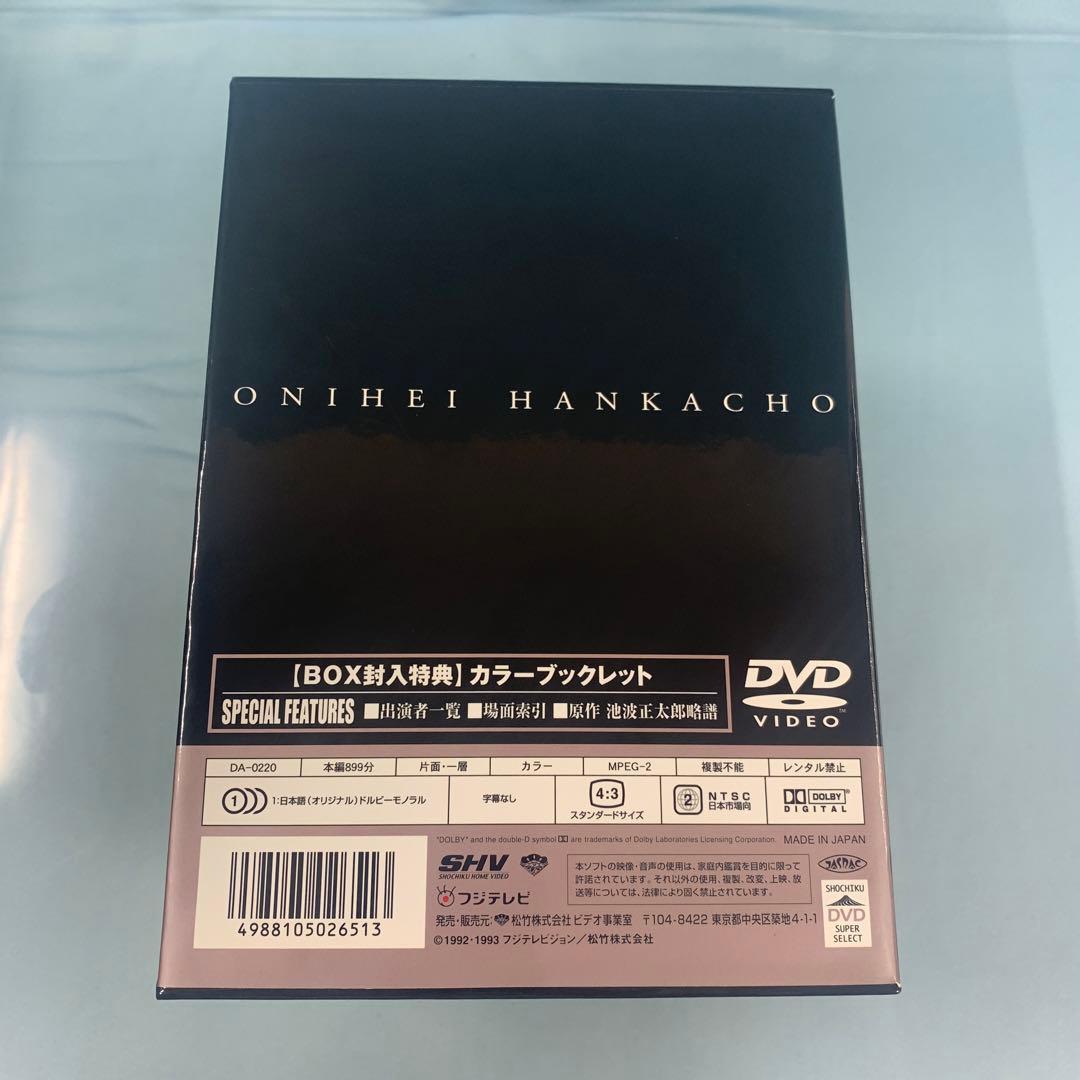 ONIHEI HANKACHO
【BOX封入特典】カラーブックレット
SPECIAL FEATURES ■出演者一覧 ■場面索引 ■原作 池波正太郎略譜
DVD
VIDEO
TM
DA-0220 本編899分 片面・一層 カラー MPEG-2 複製不能 レンタル禁止
1 1:日本語(オリジナル)ドルビーモノラル 字幕なし 4:3 スタンダードサイズ 2 NTSC 日本市場向 DOLBY DIGITAL
"DOLBY" and the double-D symbol are trademarks of Dolby Laboratories Licensing Corporation. MADE IN JAPAN
SHV
SHOCHIKU HOME VIDEO
フジテレビ
本ソフトの映像・音声の使用は、家庭内鑑賞を目的に限って
許諾されています。それ以外の使用、複製、改変、上映、放
送等については、法律により固く禁止されています。
JASRAC
SHOCHIKU
DVD
SUPER
SELECT
発売・販売元: 松竹株式会社 ビデオ事業室 〒104-8422 東京都中央区築地4-1-1
©1992・1993 フジテレビジョン/松竹株式会社
4988105026513